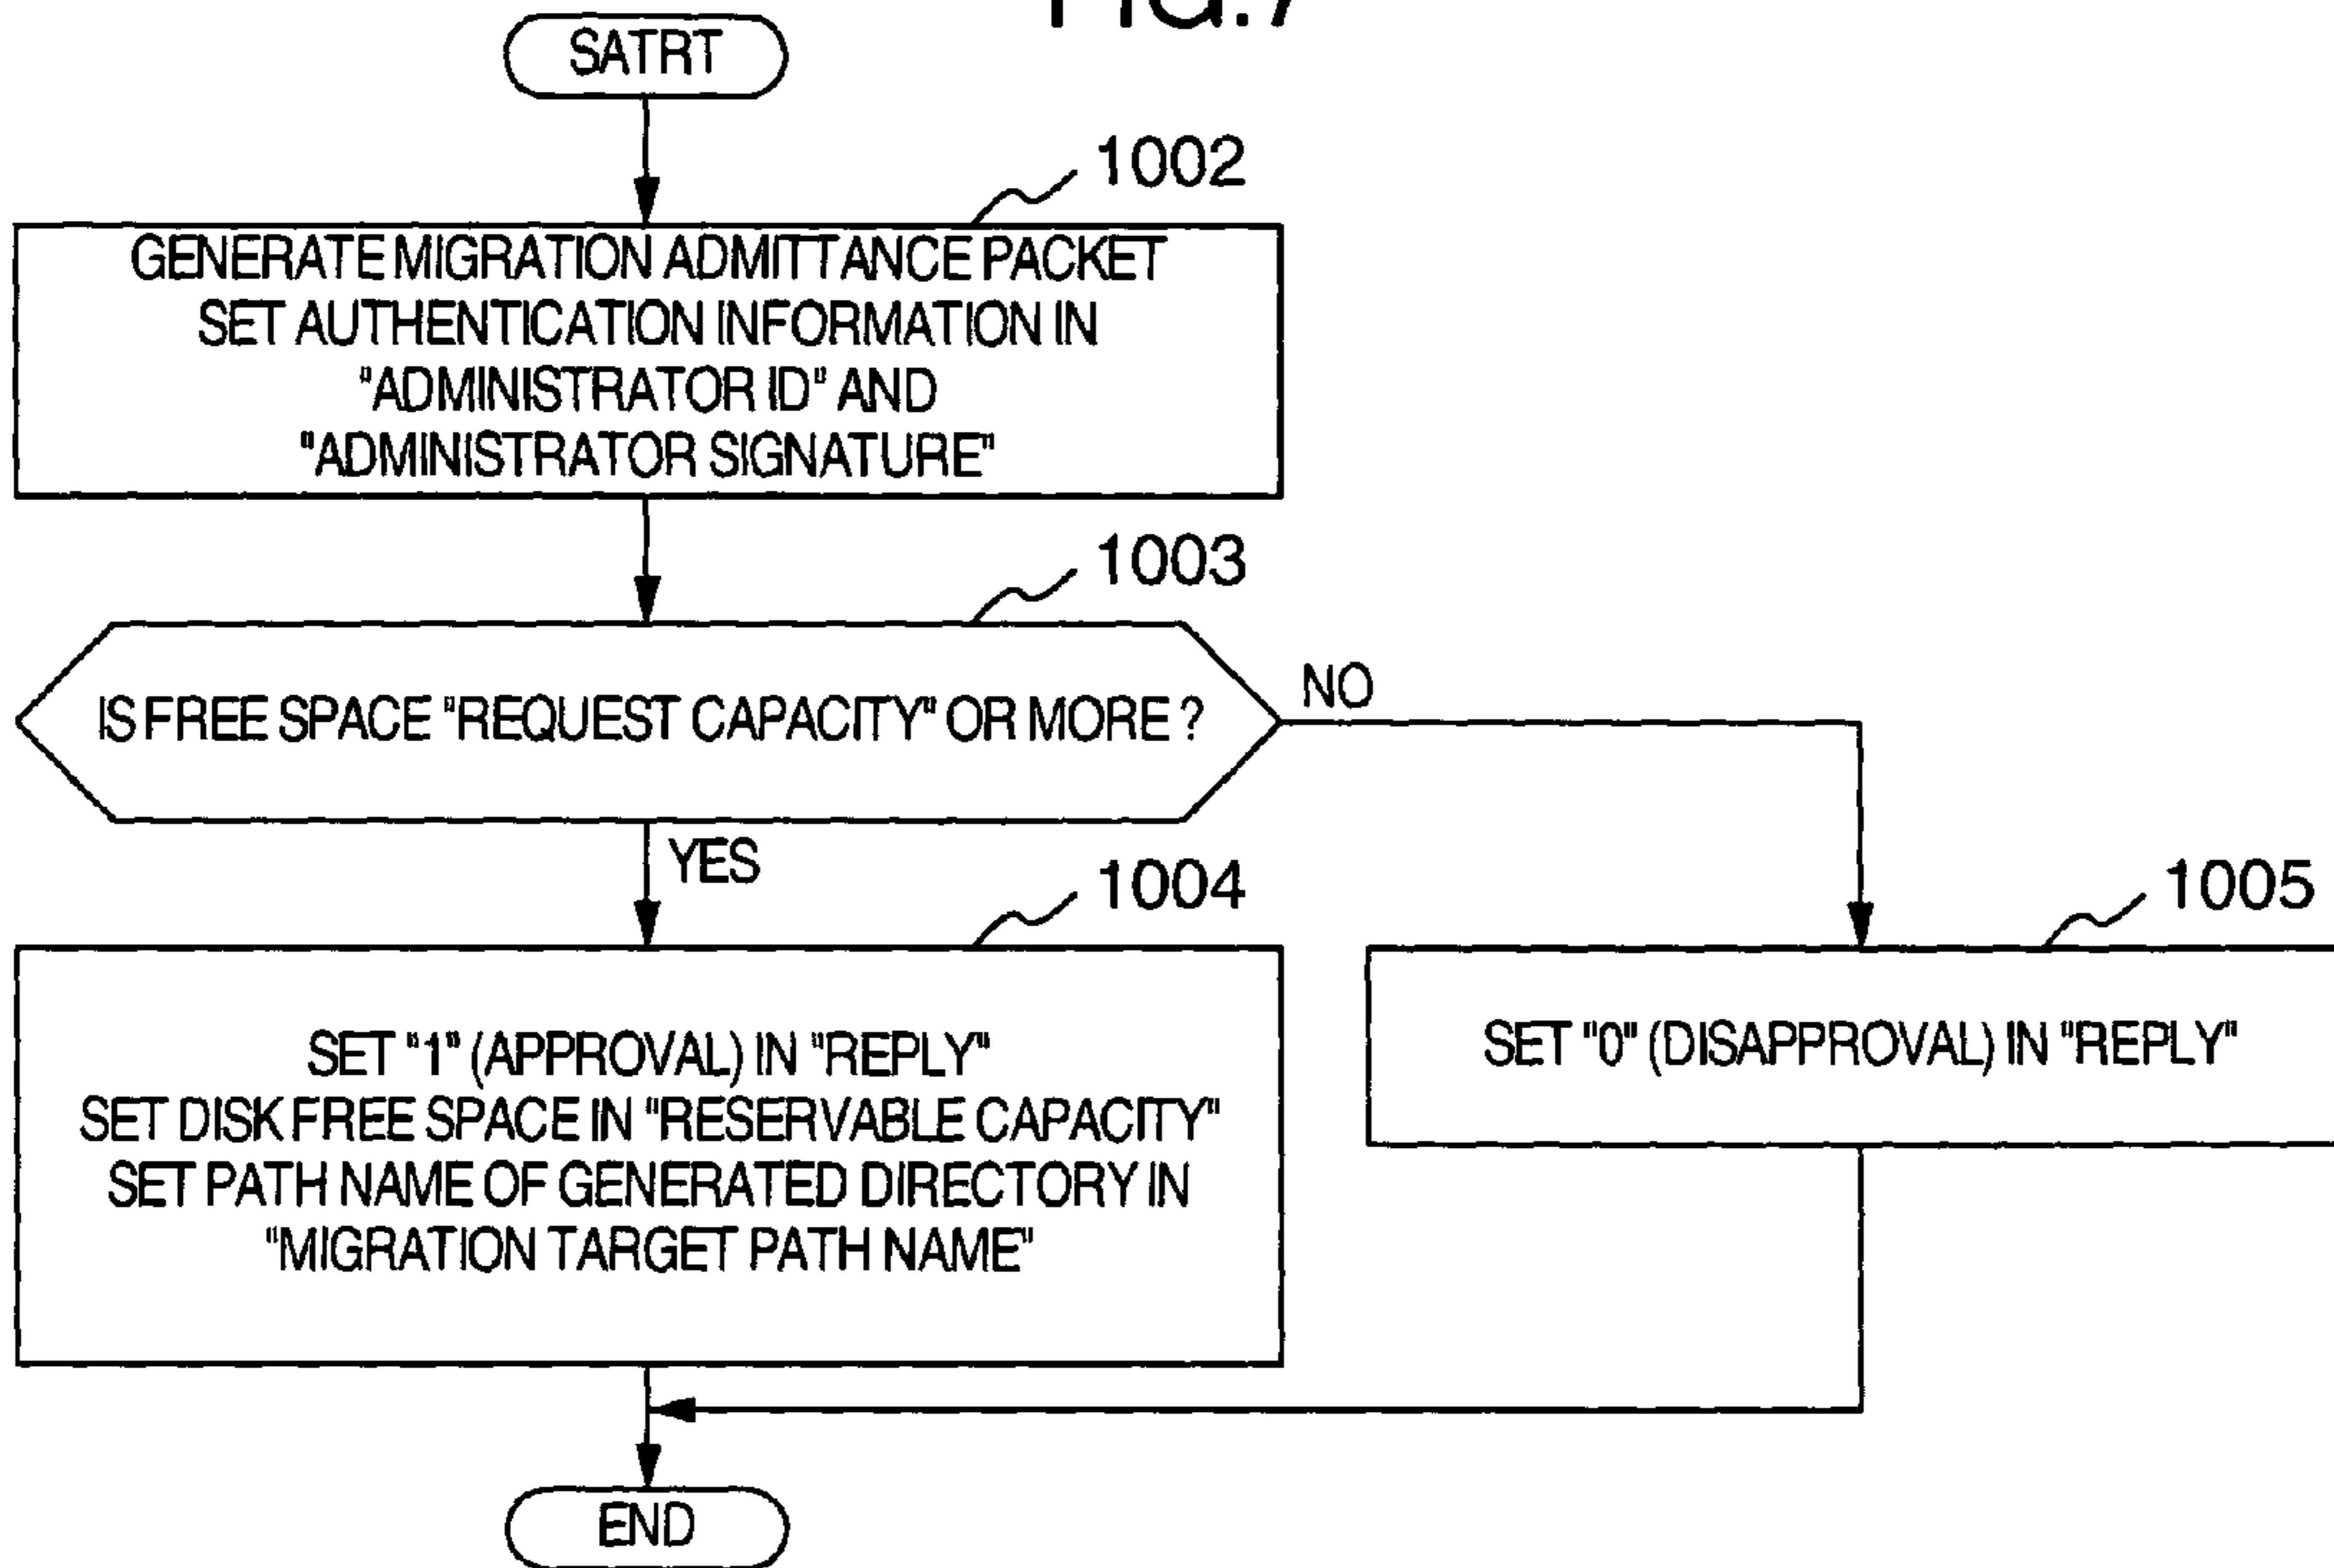 FIG.7
SATRT
1002
GENERATE MIGRATION ADMITTANCE PACKET
SET AUTHENTICATION INFORMATION IN
"ADMINISTRATOR ID" AND
"ADMINISTRATOR SIGNATURE"
1003
IS FREE SPACE "REQUEST CAPACITY" OR MORE ?
NO
YES
1004
SET "1" (APPROVAL) IN "REPLY"
SET DISK FREE SPACE IN "RESERVABLE CAPACITY"
SET PATH NAME OF GENERATED DIRECTORY IN
"MIGRATION TARGET PATH NAME"
1005
SET "0" (DISAPPROVAL) IN "REPLY"
END